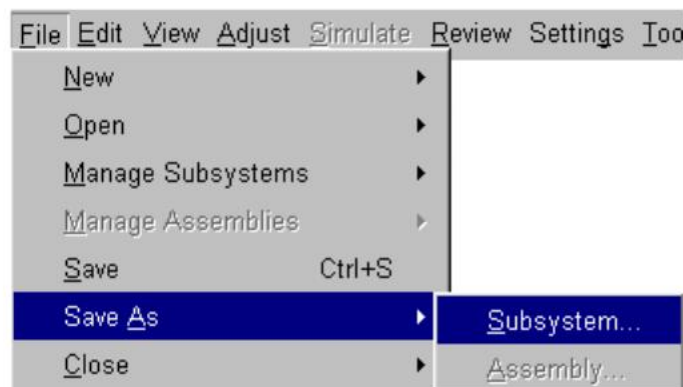 File Edit View Adjust Simulate Review Settings Too
New
Open
Manage Subsystems
Manage Assemblies
Save Ctrl+S
Save As Subsystem...
Close Assembly...